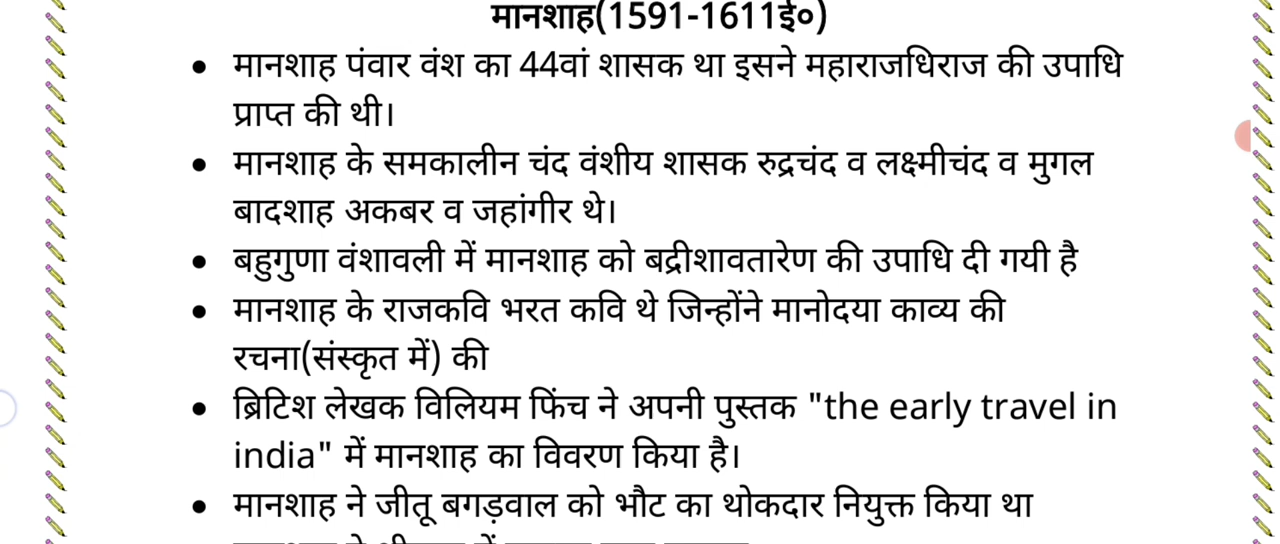 मानशाह(1591-1611ई०)
• मानशाह पंवार वंश का 44वां शासक था इसने महाराजधिराज की उपाधि
प्राप्त की थी।
• मानशाह के समकालीन चंद वंशीय शासक रुद्रचंद व लक्ष्मीचंद व मुगल
बादशाह अकबर व जहांगीर थे।
• बहुगुणा वंशावली में मानशाह को बद्रीशावतारेण की उपाधि दी गयी है
• मानशाह के राजकवि भरत कवि थे जिन्होंने मानोदया काव्य की
रचना(संस्कृत में) की
• ब्रिटिश लेखक विलियम फिंच ने अपनी पुस्तक "the early travel in
india" में मानशाह का विवरण किया है।
• मानशाह ने जीतू बगड़वाल को भौट का थोकदार नियुक्त किया था